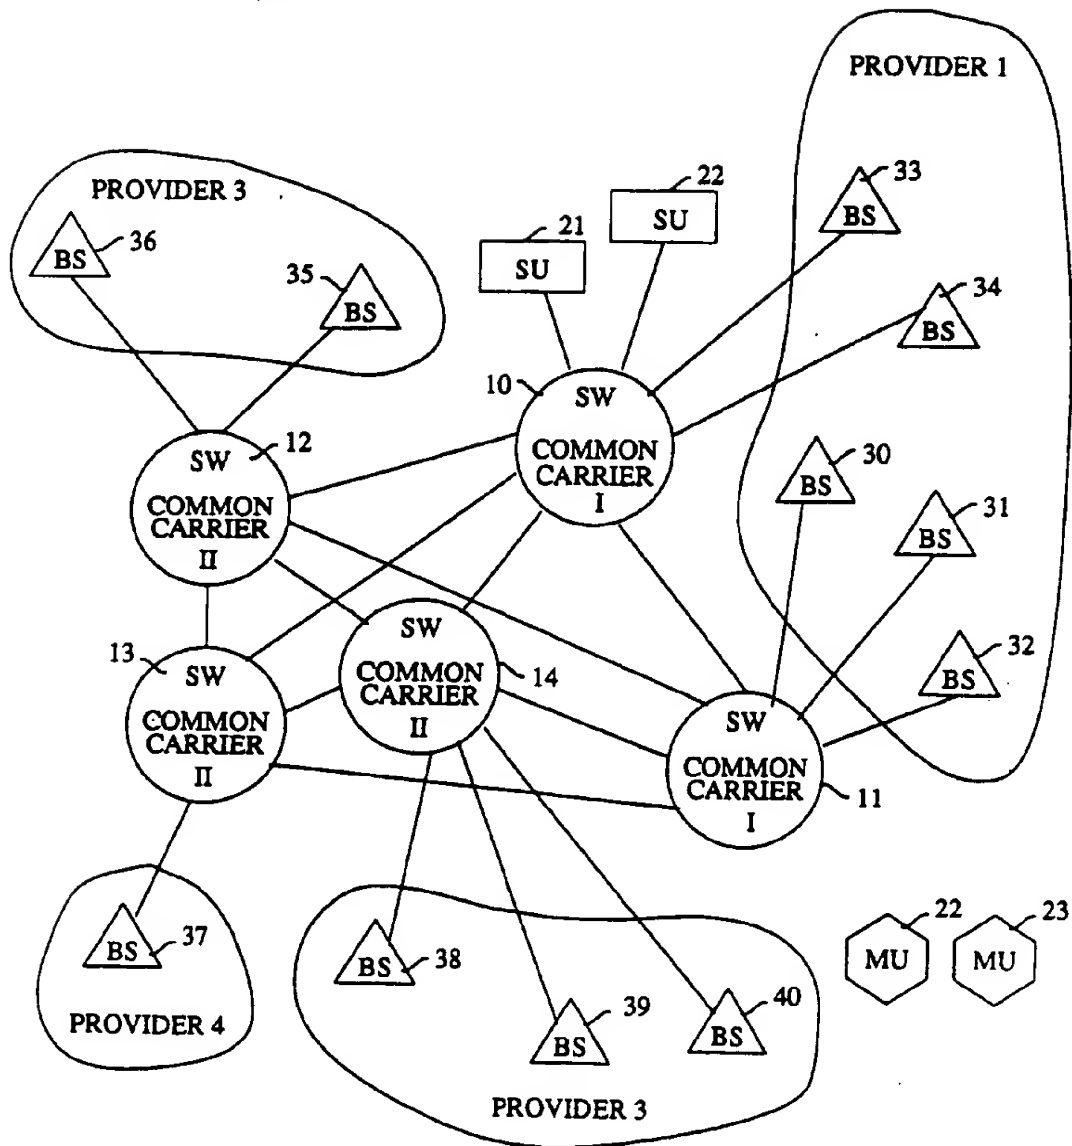 PROVIDER 1
33
BS
34
BS
30
BS
31
BS
32
BS
PROVIDER 3
36
BS
35
BS
21
SU
22
SU
10
SW
COMMON
CARRIER
I
12
SW
COMMON
CARRIER
II
13
SW
COMMON
CARRIER
II
14
SW
COMMON
CARRIER
II
11
SW
COMMON
CARRIER
I
37
BS
PROVIDER 4
38
BS
39
BS
40
BS
PROVIDER 3
22
MU
23
MU